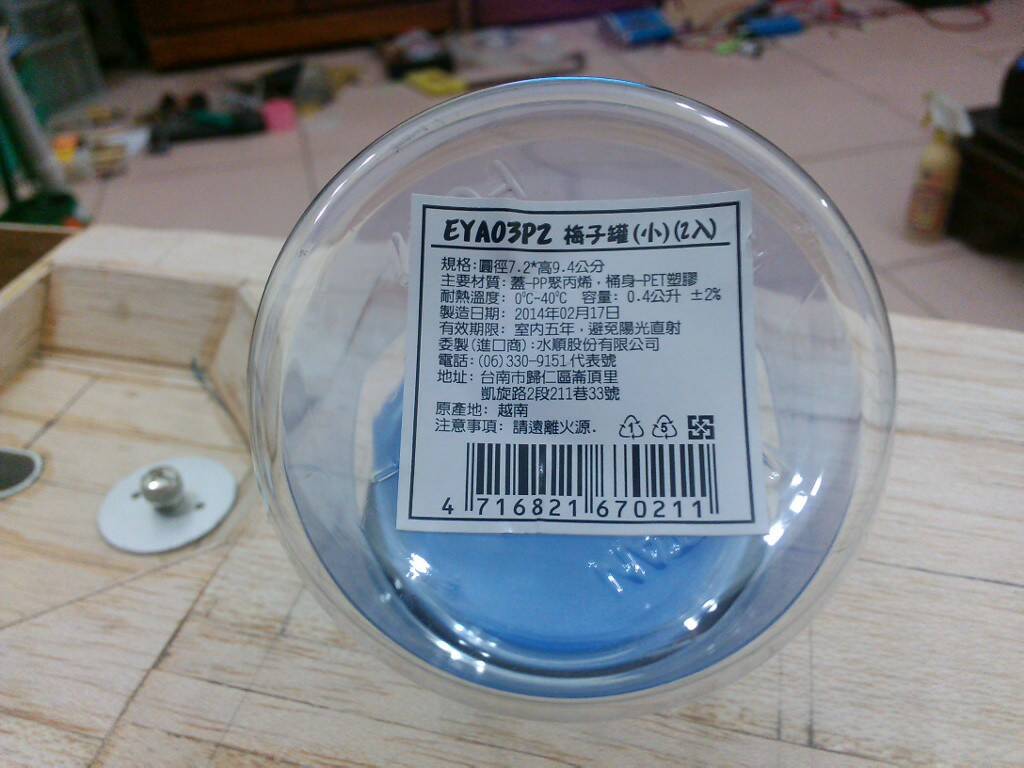 EYA03P2 梅子罐(小)(2入)
規格:圓徑7.2*高9.4公分
主要材質:蓋-PP聚丙烯，桶身-PET塑膠
耐熱溫度: 0℃-40℃ 容量: 0.4公升 ±2%
製造日期: 2014年02月17日
有效期限: 室內五年，避免陽光直射
委製(進口商):水順股份有限公司
電話:(06)330-9151代表號
地址: 台南市歸仁區崙頂里
凱旋路2段211巷33號
原產地: 越南
注意事項: 請遠離火源.
1 5
4 716821 670211